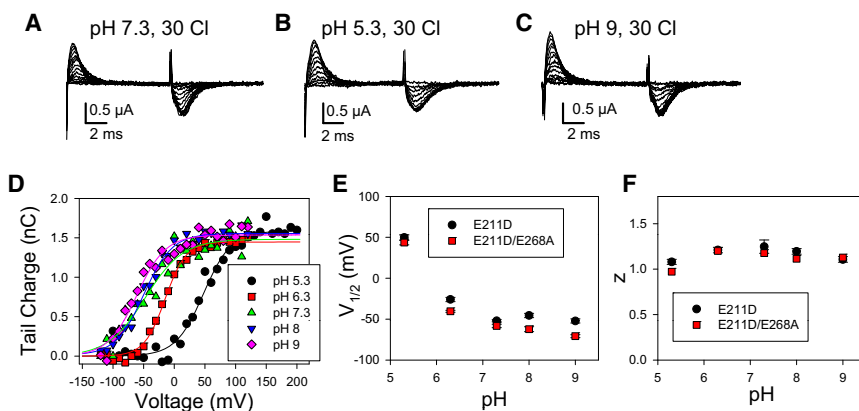 A
pH 7.3, 30 Cl
0.5 µA
2 ms
B
pH 5.3, 30 Cl
0.5 µA
2 ms
C
pH 9, 30 Cl
0.5 µA
2 ms
D
Tail Charge (nC)
2.0
1.5
1.0
0.5
0.0
-150 -100 -50 0 50 100 150 200
Voltage (mV)
pH 5.3
pH 6.3
pH 7.3
pH 8
pH 9
E
V1/2 (mV)
100
50
0
-50
-100
5 6 7 8 9
pH
E211D
E211D/E268A
F
z
1.5
1.0
0.5
0.0
5 6 7 8 9
pH
E211D
E211D/E268A